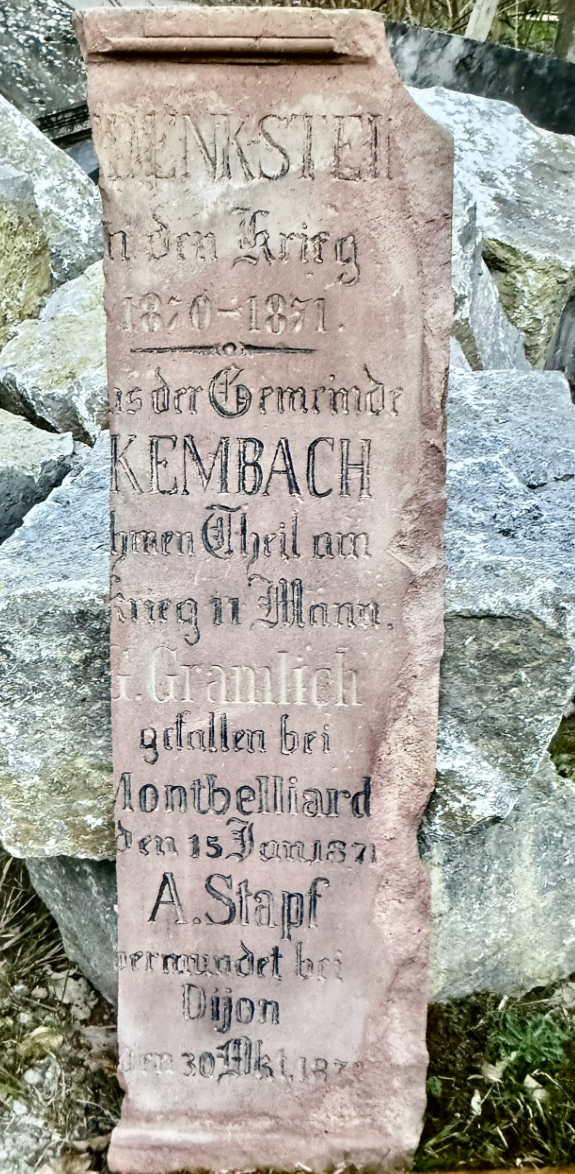 DENKSTEIN
n den Krieg
1870-1871.
us der Gemeinde
KEMBACH
hmen Theil am
Krieg 11 Mann.
G. Gramlich
gefallen bei
Montbelliard
den 15 Jan. 1871
A. Stapf
verwundet bei
Dijon
den 30 Okt. 1870